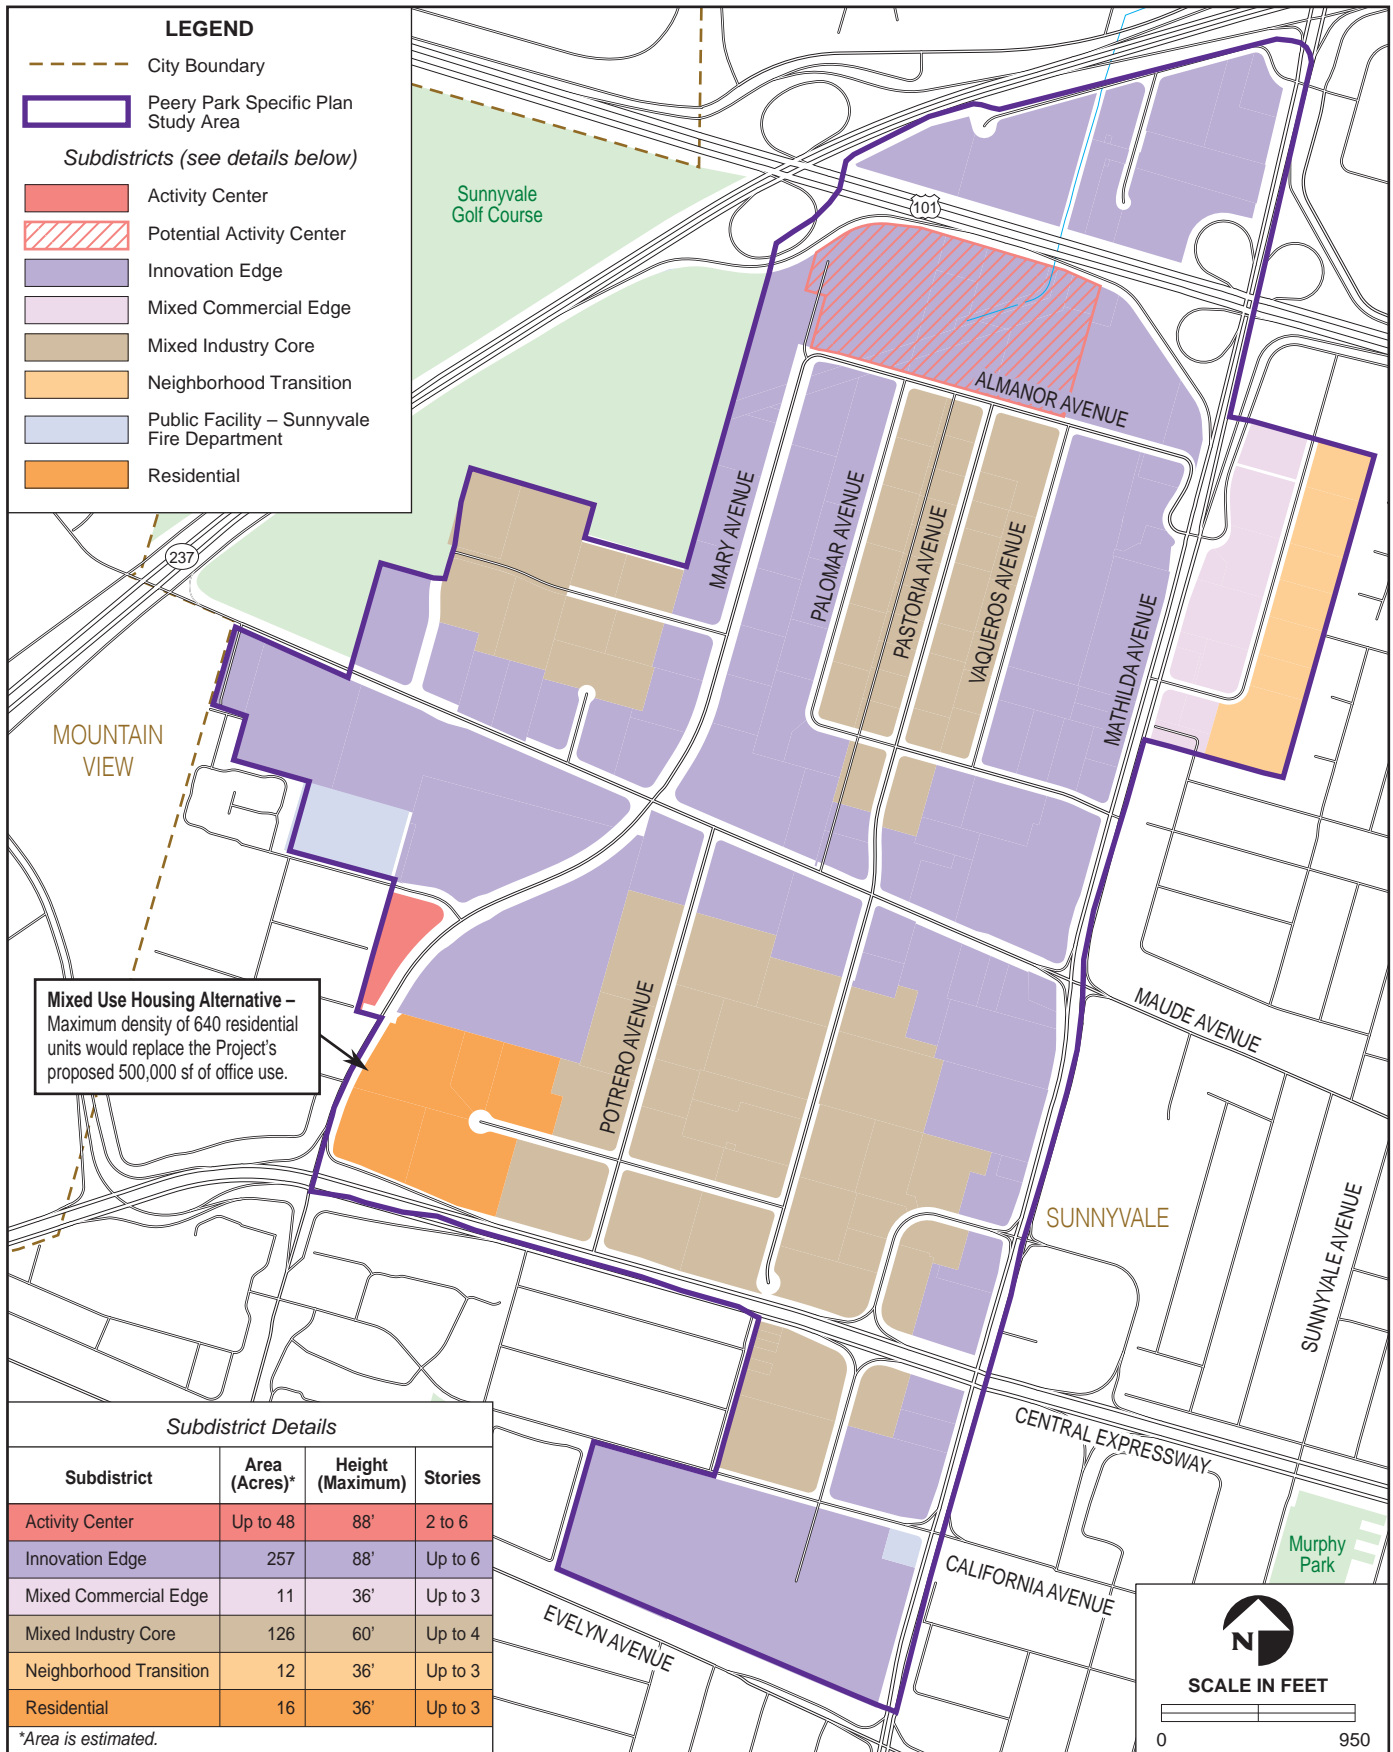 LEGEND
City Boundary
Peery Park Specific Plan
Study Area
Subdistricts (see details below)
Activity Center
Potential Activity Center
Innovation Edge
Mixed Commercial Edge
Mixed Industry Core
Neighborhood Transition
Public Facility – Sunnyvale
Fire Department
Residential
Sunnyvale
Golf Course
101
237
ALMANOR AVENUE
MARY AVENUE
PALOMAR AVENUE
PASTORIA AVENUE
VAQUEROS AVENUE
MATHILDA AVENUE
MOUNTAIN
VIEW
Mixed Use Housing Alternative –
Maximum density of 640 residential
units would replace the Project's
proposed 500,000 sf of office use.
POTRERO AVENUE
MAUDE AVENUE
SUNNYVALE
SUNNYVALE AVENUE
CENTRAL EXPRESSWAY
CALIFORNIA AVENUE
EVELYN AVENUE
Murphy
Park
Subdistrict Details
Subdistrict Area (Acres)* Height (Maximum) Stories
Activity Center Up to 48 88' 2 to 6
Innovation Edge 257 88' Up to 6
Mixed Commercial Edge 11 36' Up to 3
Mixed Industry Core 126 60' Up to 4
Neighborhood Transition 12 36' Up to 3
Residential 16 36' Up to 3
*Area is estimated.
N
SCALE IN FEET
0 950